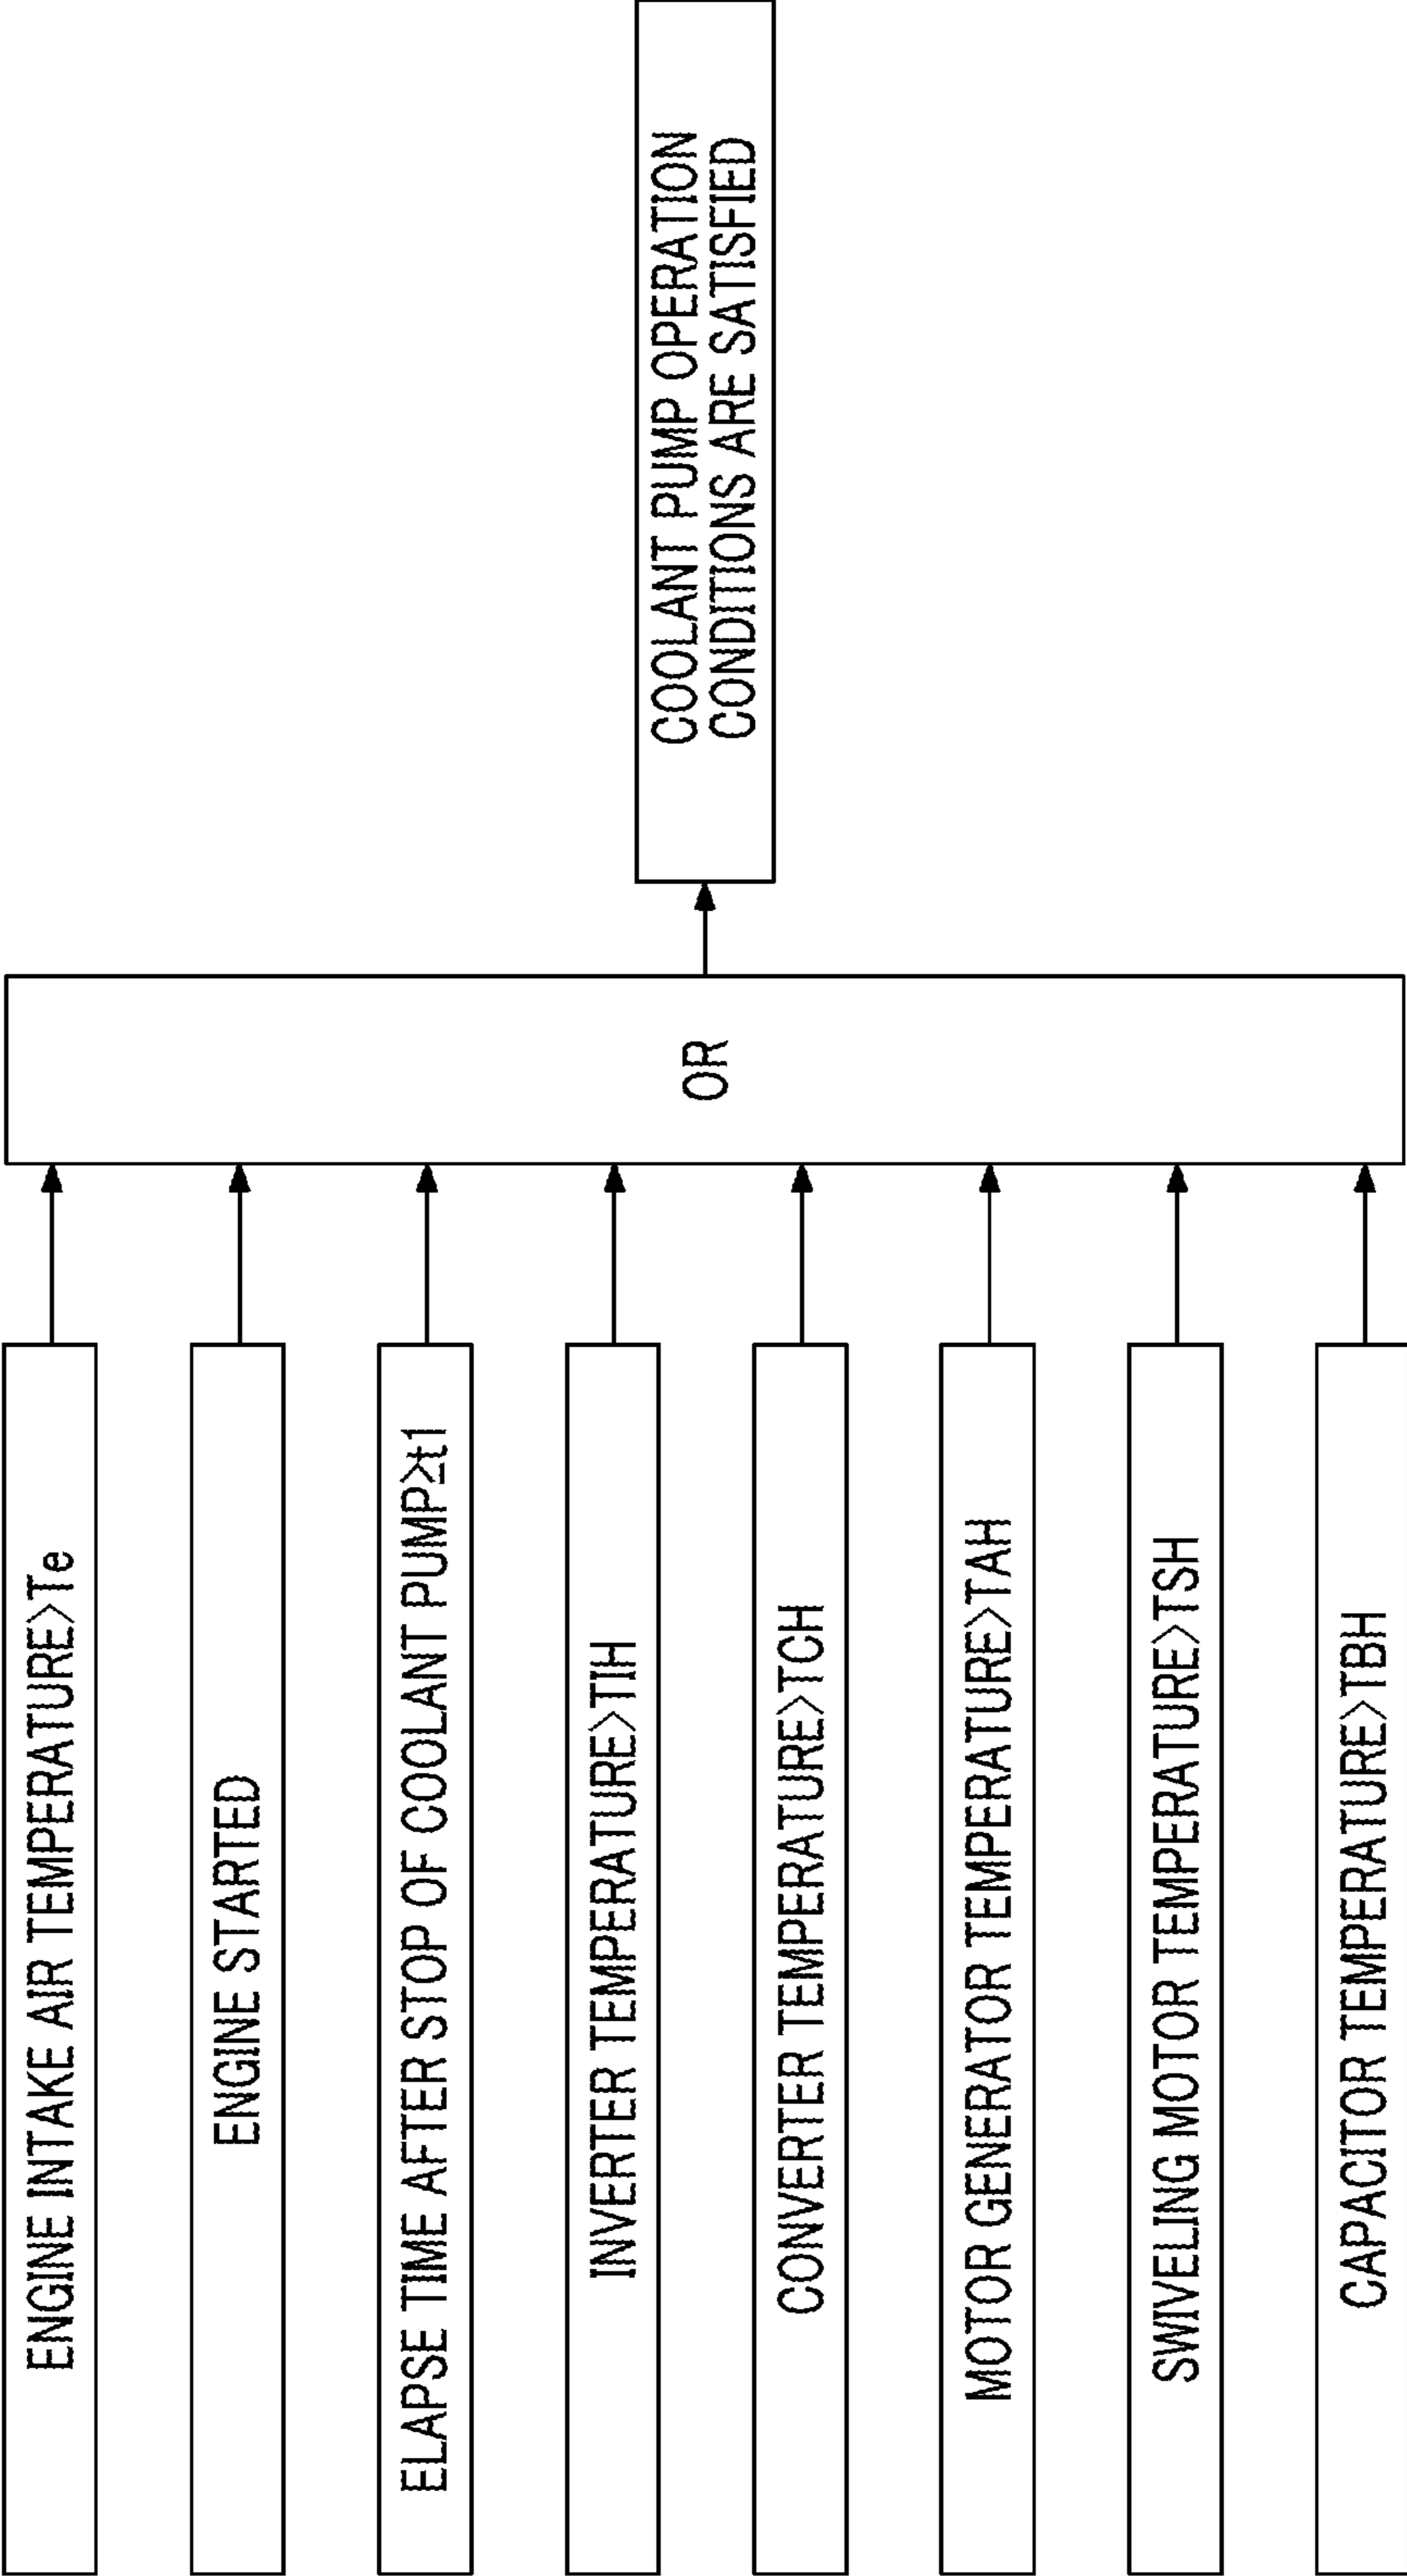 ENGINE INTAKE AIR TEMPERATURE>Te
ENGINE STARTED
ELAPSE TIME AFTER STOP OF COOLANT PUMP≥t1
INVERTER TEMPERATURE>TIH
CONVERTER TEMPERATURE>TCH
MOTOR GENERATOR TEMPERATURE>TAH
SWIVELING MOTOR TEMPERATURE>TSH
CAPACITOR TEMPERATURE>TBH
OR
COOLANT PUMP OPERATION
CONDITIONS ARE SATISFIED